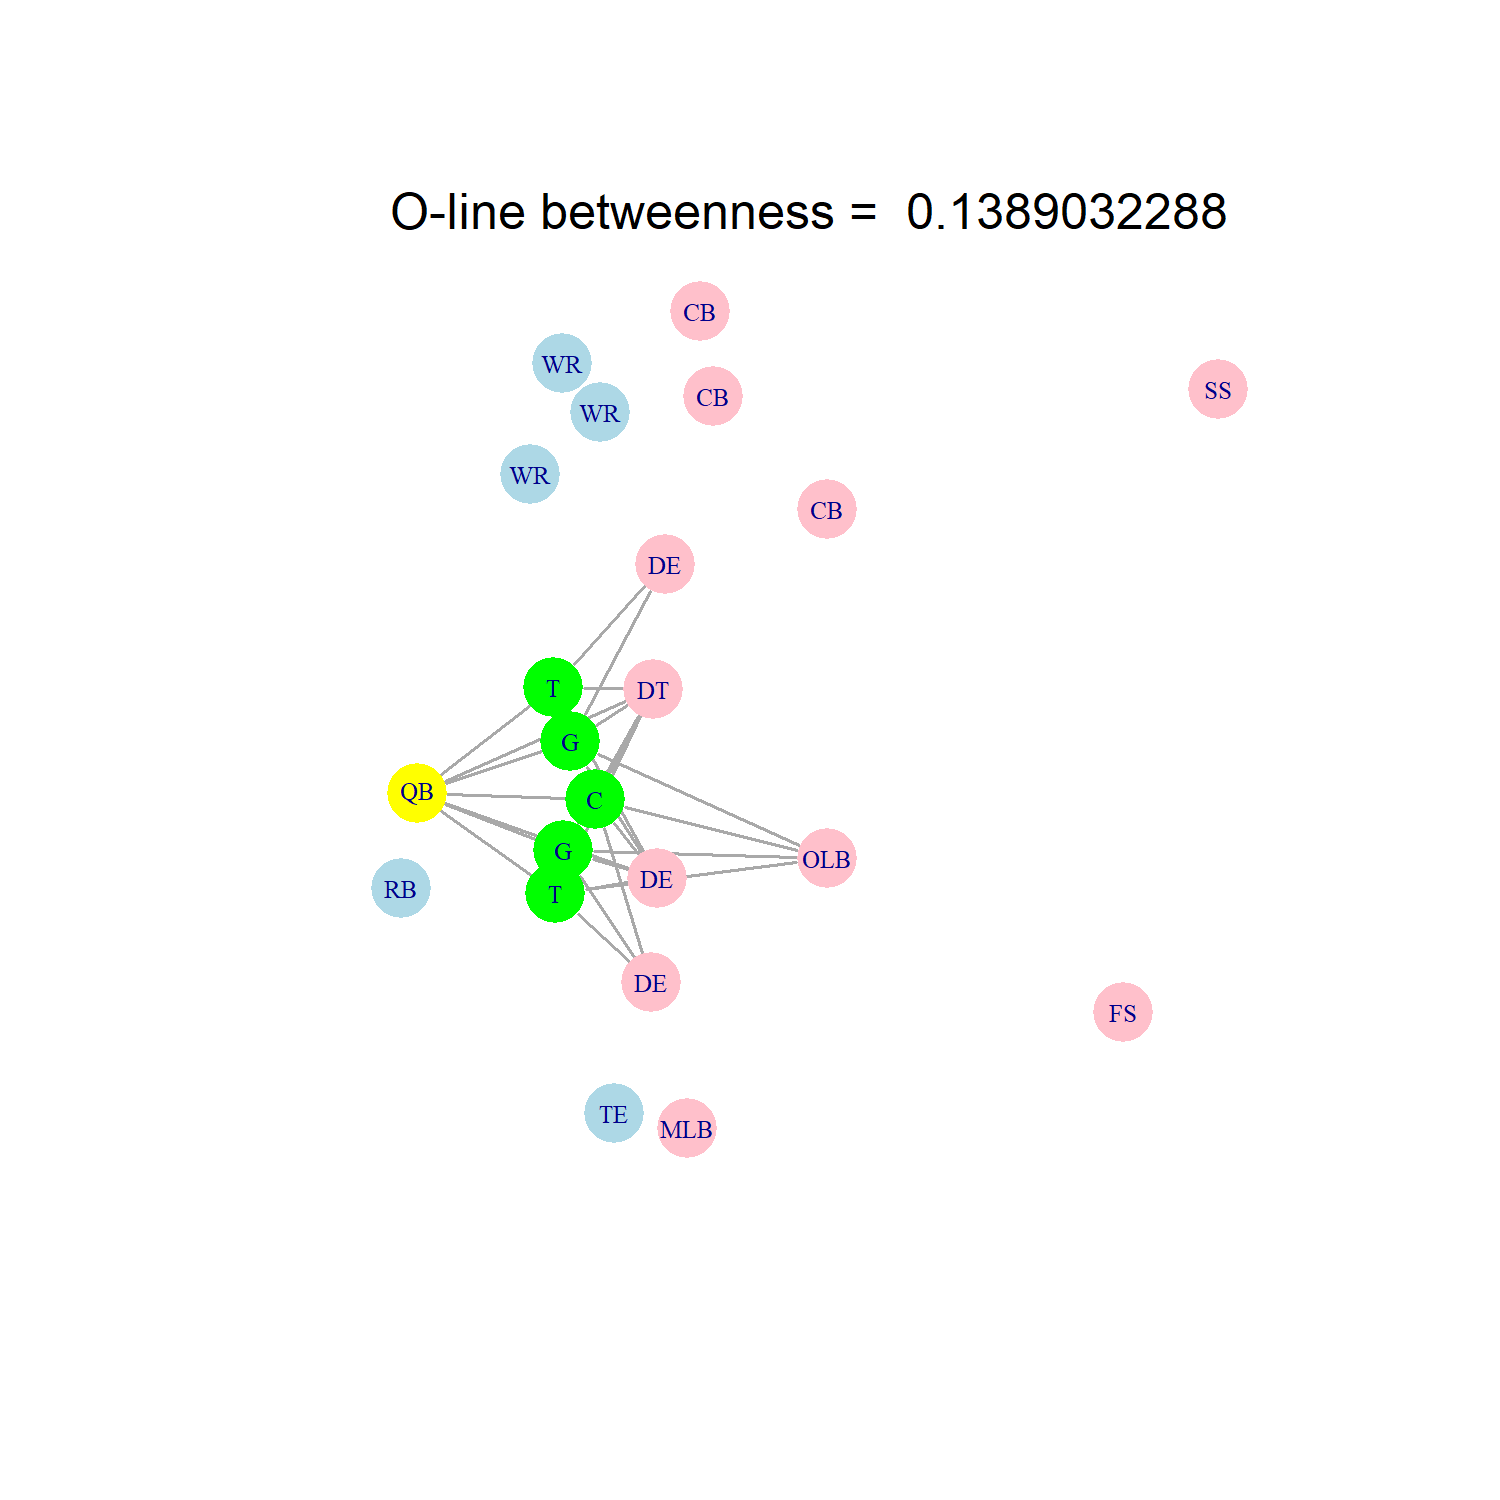 O-line betweenness = 0.1389032288
CB
WR
SS
CB
WR
WR
CB
DE
T
DT
G
QB
C
G
OLB
DE
RB
T
DE
FS
TE
MLB